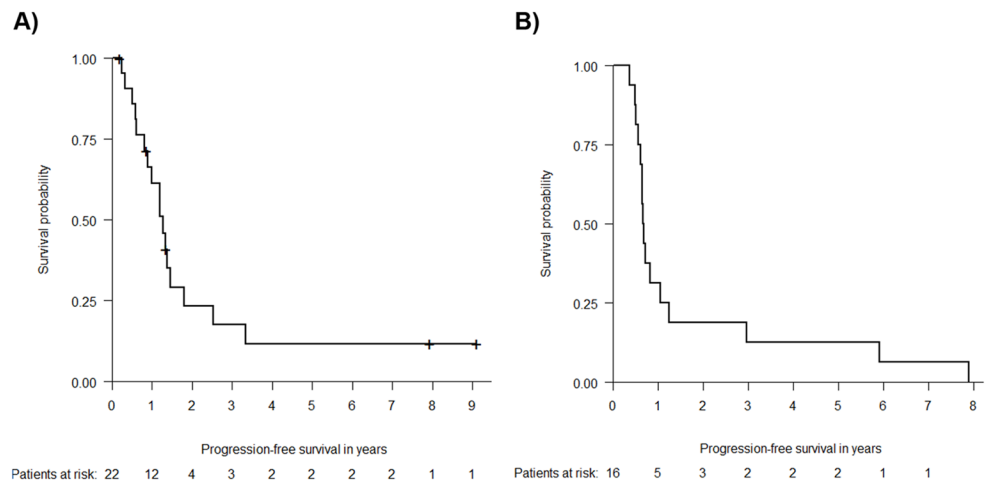 A)
1.00
0.75
0.50
0.25
0.00
Survival probability
0 1 2 3 4 5 6 7 8 9
Progression-free survival in years
Patients at risk: 22 12 4 3 2 2 2 2 1 1
B)
1.00
0.75
0.50
0.25
0.00
Survival probability
0 1 2 3 4 5 6 7 8
Progression-free survival in years
Patients at risk: 16 5 3 2 2 2 1 1